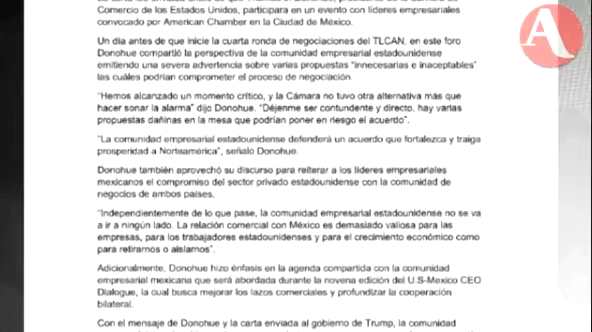 Comercio de los Estados Unidos, participara en un evento con líderes empresariales
convocado por American Chamber en la Ciudad de México.
Un día antes de que inicie la cuarta ronda de negociaciones del TLCAN, en este foro
Donohue compartió la perspectiva de la comunidad empresarial estadounidense
emitiendo una severa advertencia sobre varias propuestas "innecesarias e inaceptables"
las cuáles podrían comprometer el proceso de negociación.
"Hemos alcanzado un momento crítico, y la Cámara no tuvo otra alternativa más que
hacer sonar la alarma" dijo Donohue. "Déjenme ser contundente y directo, hay varias
propuestas dañinas en la mesa que podrían poner en riesgo el acuerdo".
"La comunidad empresarial estadounidense defenderá un acuerdo que fortalezca y traiga
prosperidad a Norteamérica", señalo Donohue.
Donohue también aprovechó su discurso para reiterar a los líderes empresariales
mexicanos el compromiso del sector privado estadounidense con la comunidad de
negocios de ambos países.
"Independientemente de lo que pase, la comunidad empresarial estadounidense no se va
a ir a ningún lado. La relación comercial con México es demasiado valiosa para las
empresas, para los trabajadores estadounidenses y para el crecimiento económico como
para retirarnos o aislarnos".
Adicionalmente, Donohue hizo énfasis en la agenda compartida con la comunidad
empresarial mexicana que será abordada durante la novena edición del U.S-Mexico CEO
Dialogue, la cual busca mejorar los lazos comerciales y profundizar la cooperación
bilateral.
Con el mensaje de Donohue y la carta enviada al gobierno de Trump, la comunidad
A